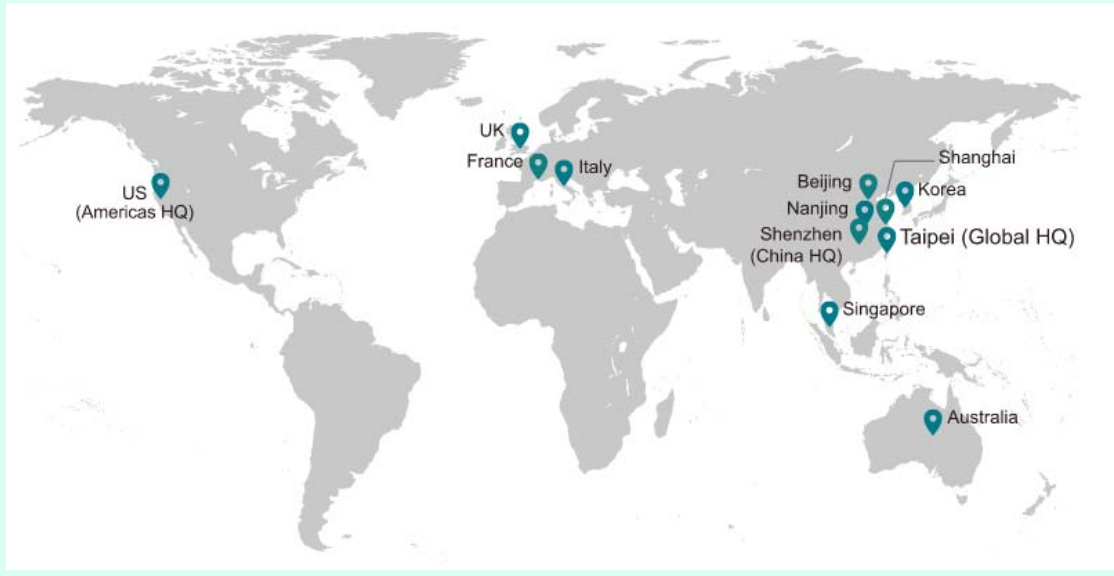 UK
France
Italy
US
(Americas HQ)
Shanghai
Beijing
Korea
Nanjing
Shenzhen
(China HQ)
Taipei (Global HQ)
Singapore
Australia